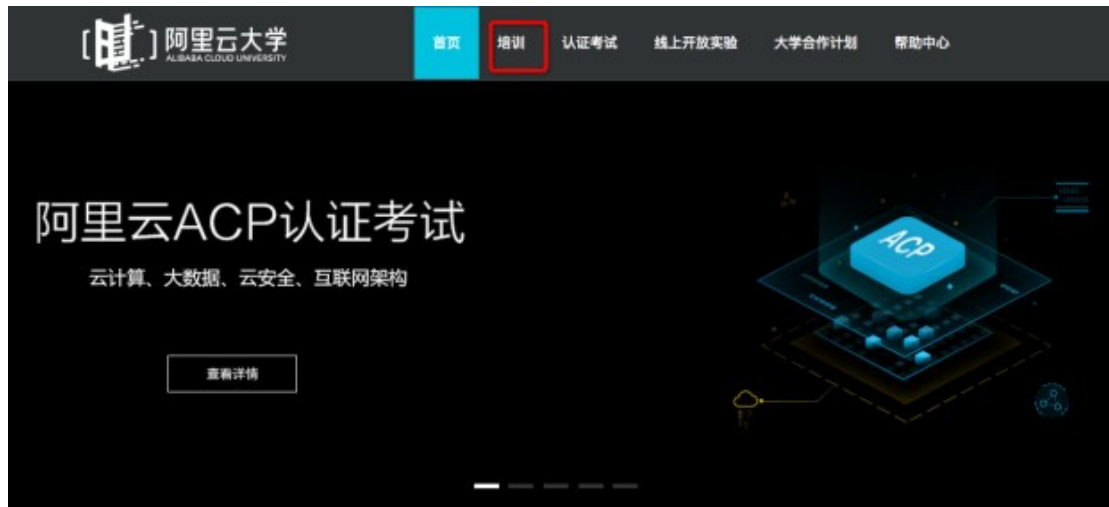 阿里云大学
ALIBABA CLOUD UNIVERSITY
首页 培训 认证考试 线上开放实验 大学合作计划 帮助中心
阿里云ACP认证考试
云计算、大数据、云安全、互联网架构
查看详情
ACP